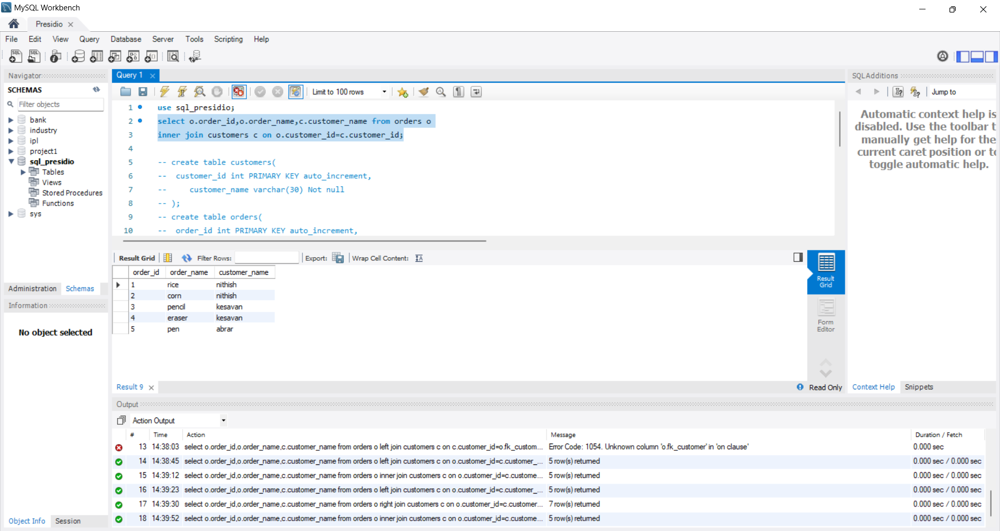 MySQL Workbench
Presidio
File Edit View Query Database Server Tools Scripting Help
Navigator
SCHEMAS
Filter objects
bank
industry
ipl
project1
sql_presidio
Tables
Views
Stored Procedures
Functions
sys
Administration Schemas
Information
No object selected
Object Info Session
Query 1
Limit to 100 rows
1 use sql_presidio;
2 select o.order_id,o.order_name,c.customer_name from orders o
3 inner join customers c on o.customer_id=c.customer_id;
4
5 -- create table customers(
6 -- customer_id int PRIMARY KEY auto_increment,
7 -- customer_name varchar(30) Not null
8 -- );
9 -- create table orders(
10 -- order_id int PRIMARY KEY auto_increment,
Result Grid Filter Rows: Export: Wrap Cell Content:
order_id order_name customer_name
1 rice nithish
2 corn nithish
3 pencil kesavan
4 eraser kesavan
5 pen abrar
Result Grid
Form Editor
Result 9
Read Only
SQLAdditions
Jump to
Automatic context help is
disabled. Use the toolbar t
manually get help for the
current caret position or to
toggle automatic help.
Context Help Snippets
Output
Action Output
# Time Action Message Duration / Fetch
13 14:38:03 select o.order_id,o.order_name,c.customer_name from orders o left join customers c on c.customer_id=o.fk_custom... Error Code: 1054. Unknown column 'o.fk_customer' in 'on clause' 0.000 sec
14 14:38:45 select o.order_id,o.order_name,c.customer_name from orders o left join customers c on o.customer_id=c.customer_... 5 row(s) returned 0.000 sec / 0.000 sec
15 14:39:12 select o.order_id,o.order_name,c.customer_name from orders o inner join customers c on o.customer_id=c.custome... 5 row(s) returned 0.000 sec / 0.000 sec
16 14:39:23 select o.order_id,o.order_name,c.customer_name from orders o left join customers c on o.customer_id=c.customer_... 5 row(s) returned 0.000 sec / 0.000 sec
17 14:39:30 select o.order_id,o.order_name,c.customer_name from orders o right join customers c on o.customer_id=c.customer... 7 row(s) returned 0.000 sec / 0.000 sec
18 14:39:52 select o.order_id,o.order_name,c.customer_name from orders o inner join customers c on o.customer_id=c.custome... 5 row(s) returned 0.000 sec / 0.000 sec